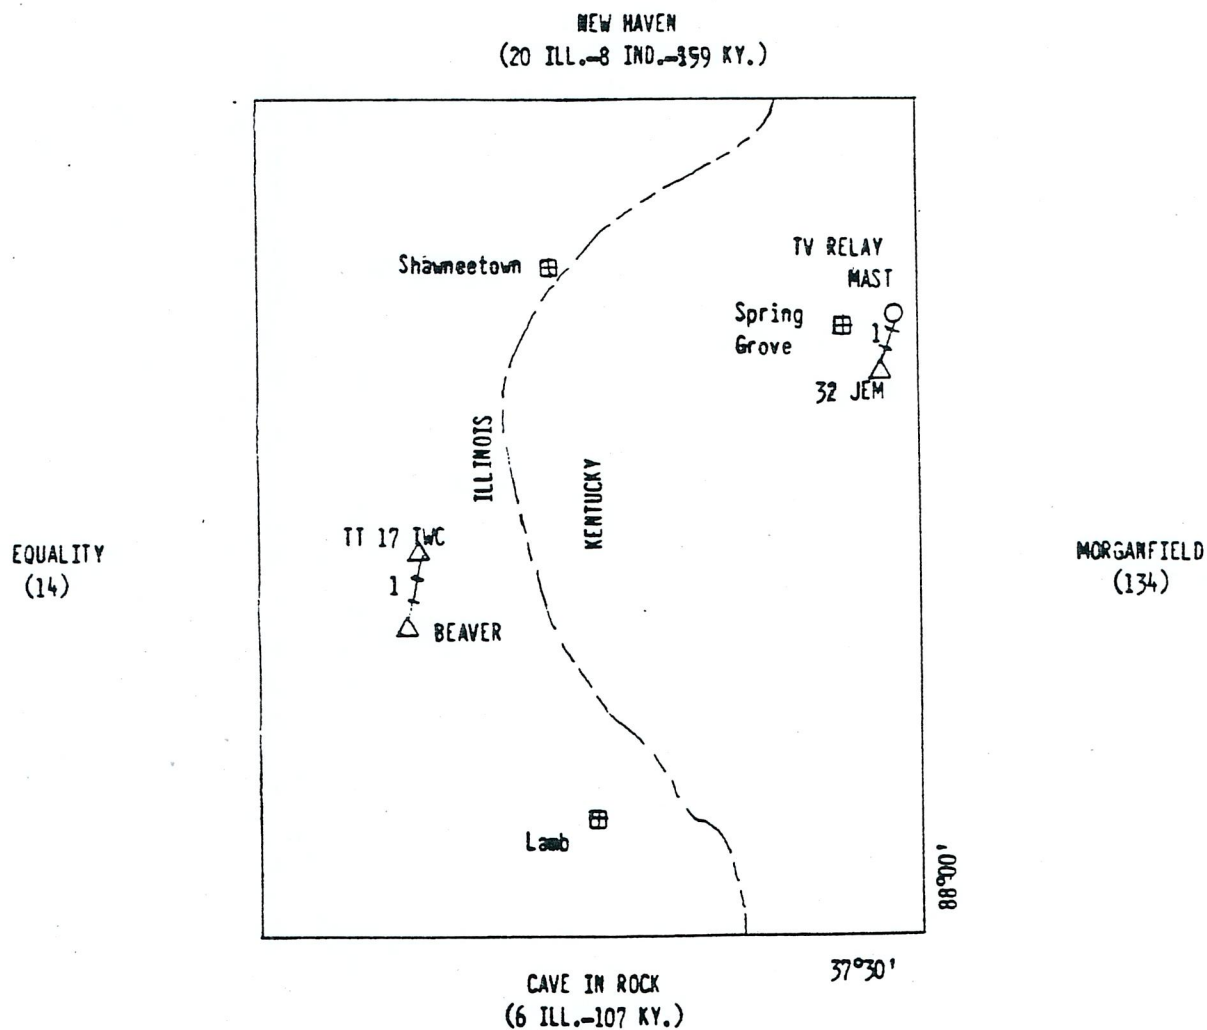 NEW HAVEN
(20 ILL.-8 IND.-159 KY.)
TV RELAY
MAST
Shawneetown
Spring
Grove
1
32 JEM
ILLINOIS
KENTUCKY
TT 17 IWC
1
BEAVER
EQUALITY
(14)
MORGANFIELD
(134)
Lamb
88°00'
37°30'
CAVE IN ROCK
(6 ILL.-107 KY.)